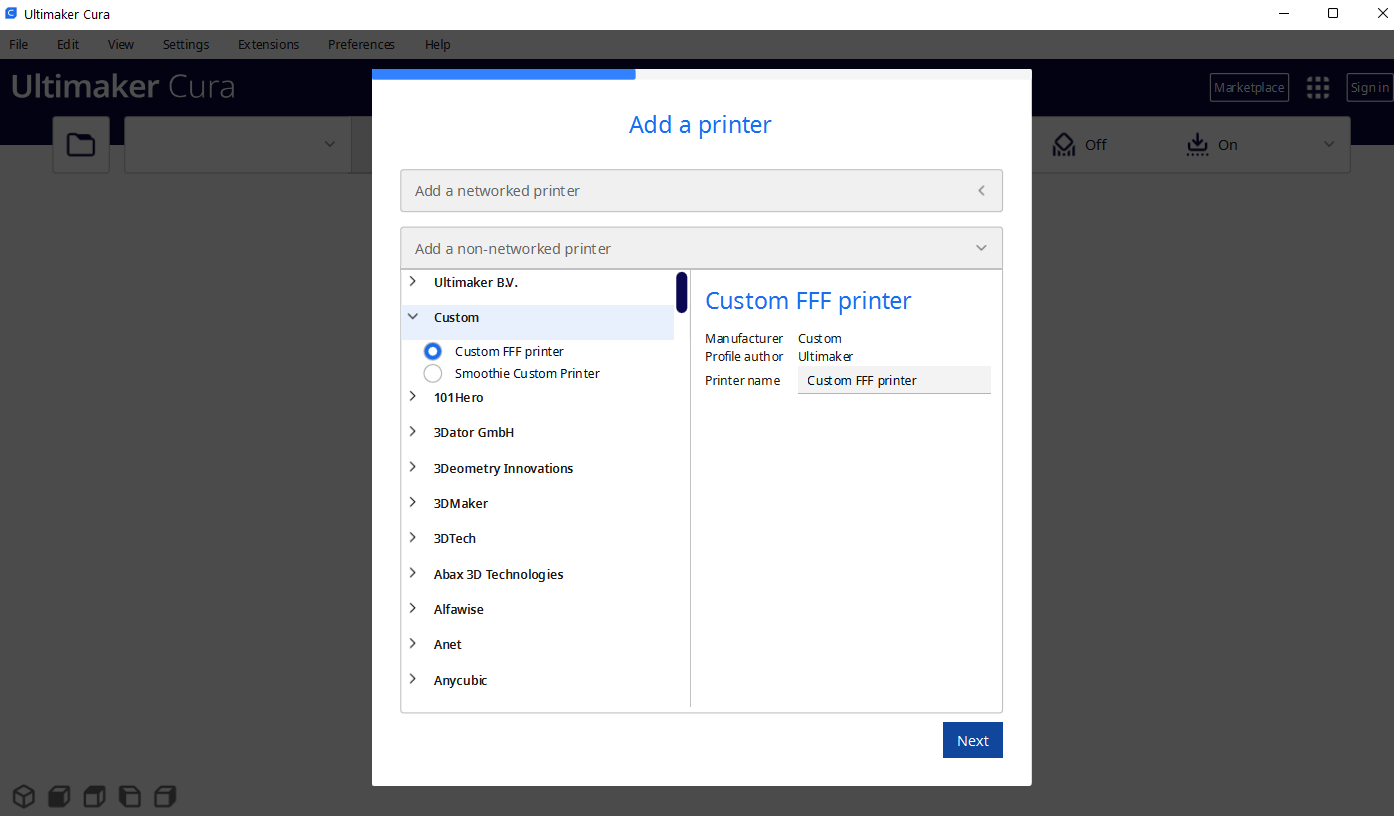 Ultimaker Cura
File Edit View Settings Extensions Preferences Help
Ultimaker Cura
Marketplace
Sign in
Off
On
Add a printer
Add a networked printer
Add a non-networked printer
Ultimaker B.V.
Custom
Custom FFF printer
Smoothie Custom Printer
101Hero
3Dator GmbH
3Deometry Innovations
3DMaker
3DTech
Abax 3D Technologies
Alfawise
Anet
Anycubic
Custom FFF printer
Manufacturer Custom
Profile author Ultimaker
Printer name Custom FFF printer
Next